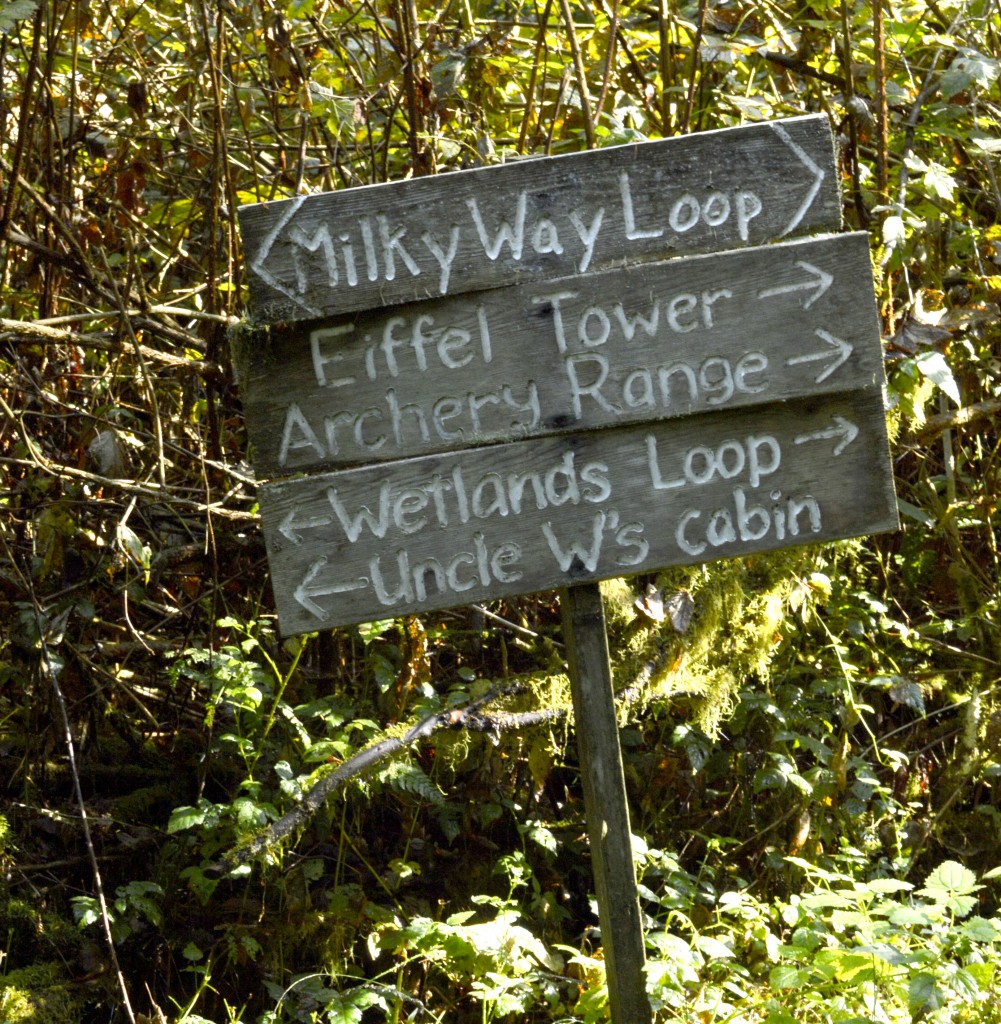 Milky Way Loop
Eiffel Tower →
Archery Range →
Wetlands Loop →
← Uncle W's cabin